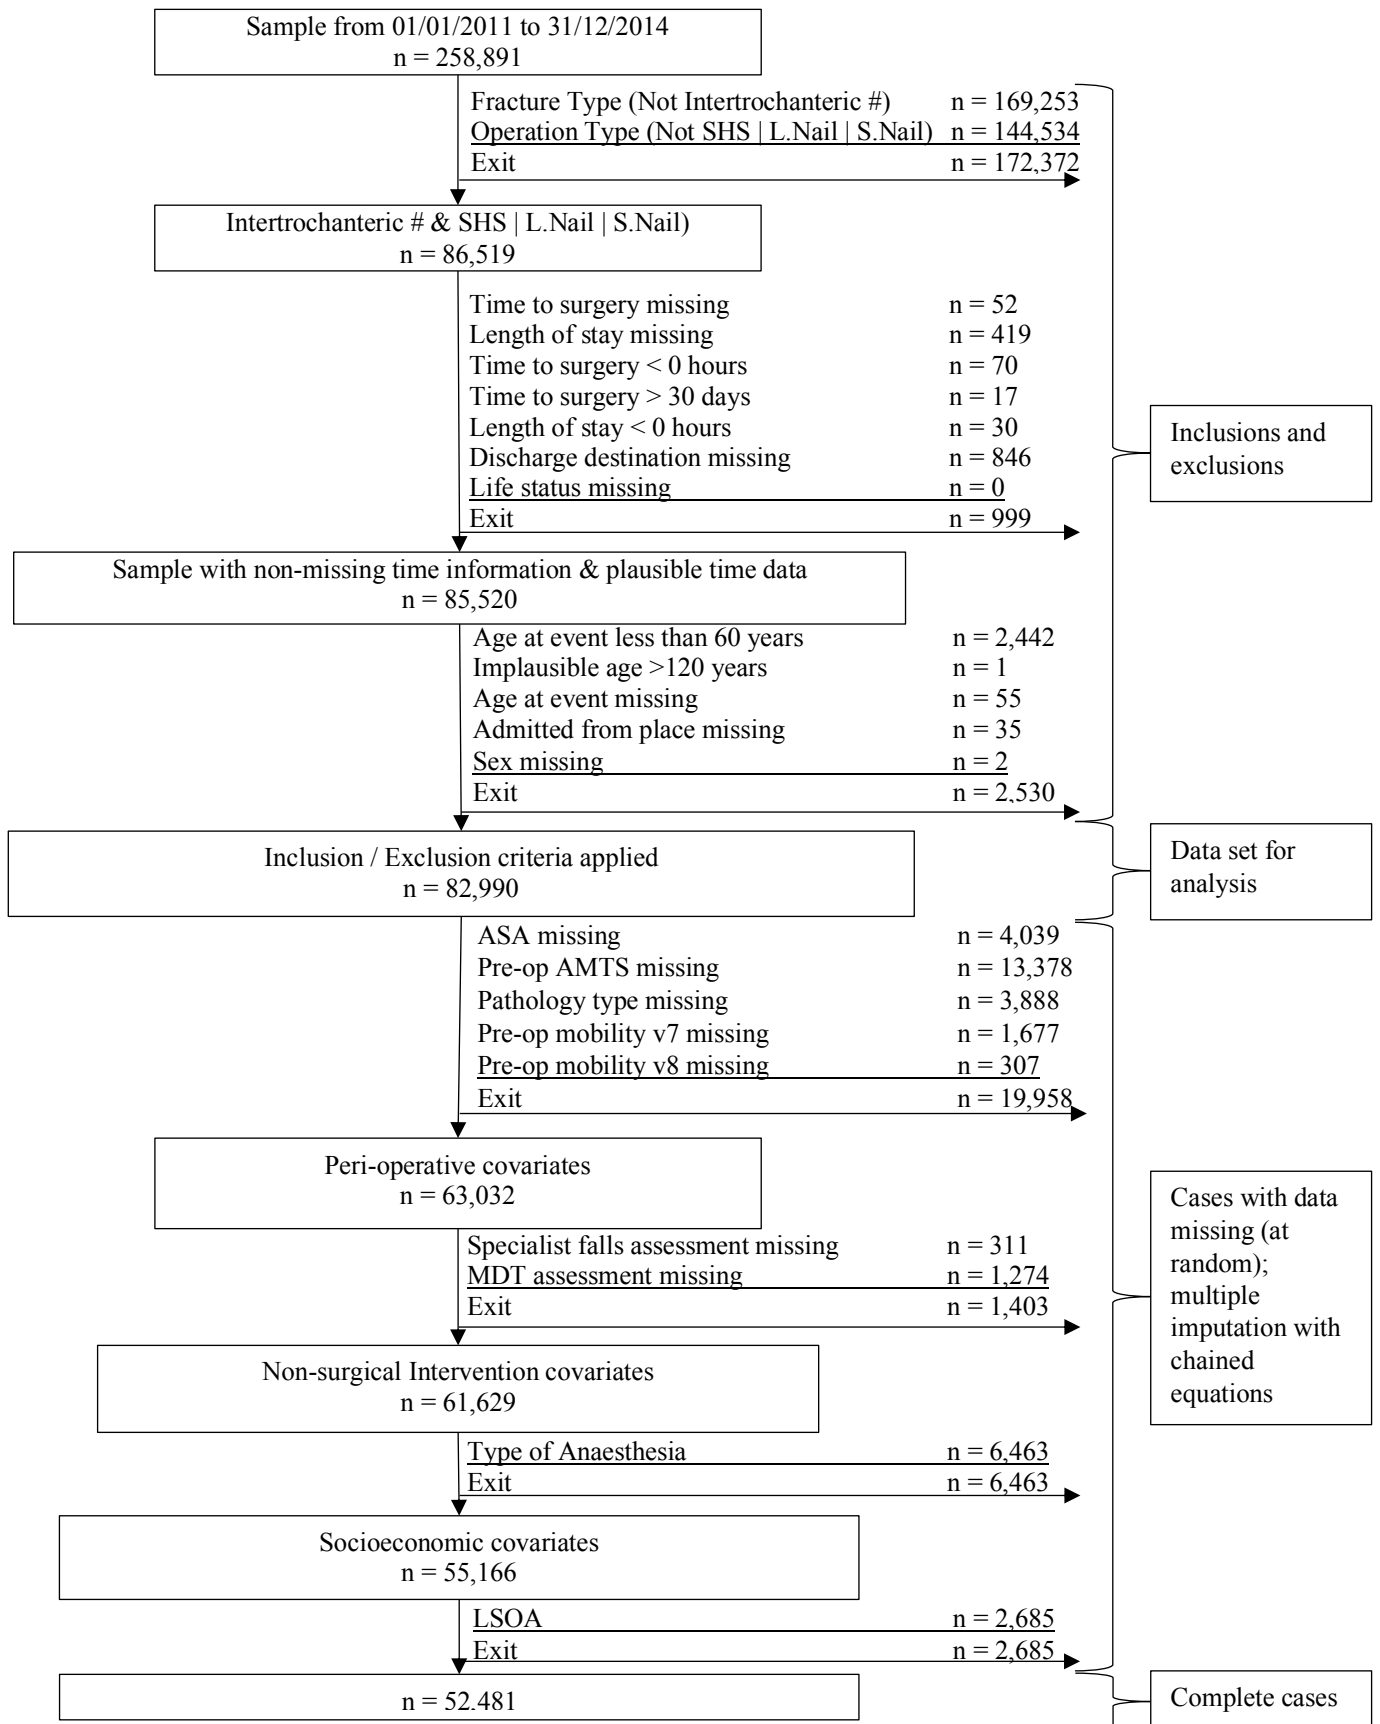 Sample from 01/01/2011 to 31/12/2014
n = 258,891
Fracture Type (Not Intertrochanteric #) n = 169,253
Operation Type (Not SHS | L.Nail | S.Nail) n = 144,534
Exit n = 172,372
Intertrochanteric # & SHS | L.Nail | S.Nail)
n = 86,519
Time to surgery missing n = 52
Length of stay missing n = 419
Time to surgery < 0 hours n = 70
Time to surgery > 30 days n = 17
Length of stay < 0 hours n = 30
Discharge destination missing n = 846
Life status missing n = 0
Exit n = 999
Inclusions and
exclusions
Sample with non-missing time information & plausible time data
n = 85,520
Age at event less than 60 years n = 2,442
Implausible age >120 years n = 1
Age at event missing n = 55
Admitted from place missing n = 35
Sex missing n = 2
Exit n = 2,530
Inclusion / Exclusion criteria applied
n = 82,990
Data set for
analysis
ASA missing n = 4,039
Pre-op AMTS missing n = 13,378
Pathology type missing n = 3,888
Pre-op mobility v7 missing n = 1,677
Pre-op mobility v8 missing n = 307
Exit n = 19,958
Peri-operative covariates
n = 63,032
Specialist falls assessment missing n = 311
MDT assessment missing n = 1,274
Exit n = 1,403
Cases with data
missing (at
random);
multiple
imputation with
chained
equations
Non-surgical Intervention covariates
n = 61,629
Type of Anaesthesia n = 6,463
Exit n = 6,463
Socioeconomic covariates
n = 55,166
LSOA n = 2,685
Exit n = 2,685
n = 52,481
Complete cases